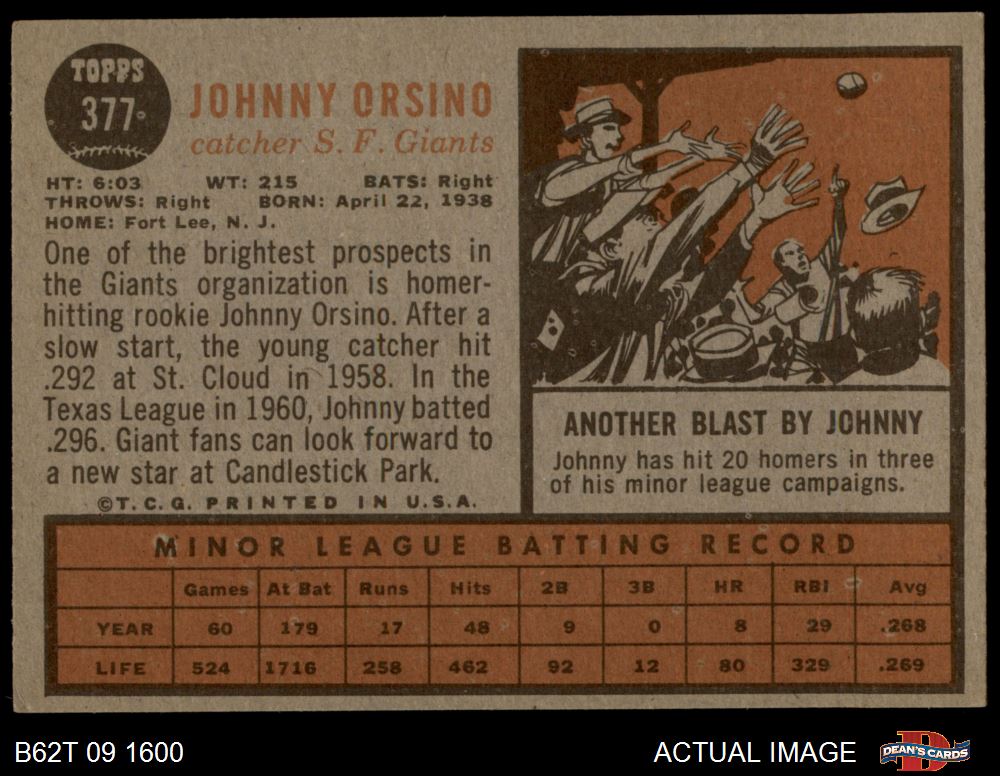 TOPPS
377
JOHNNY ORSINO
catcher S. F. Giants
HT: 6:03 WT: 215 BATS: Right
THROWS: Right BORN: April 22, 1938
HOME: Fort Lee, N. J.
One of the brightest prospects in
the Giants organization is homer-
hitting rookie Johnny Orsino. After a
slow start, the young catcher hit
.292 at St. Cloud in 1958. In the
Texas League in 1960, Johnny batted
.296. Giant fans can look forward to
a new star at Candlestick Park.
©T.C.G. PRINTED IN U.S.A.
ANOTHER BLAST BY JOHNNY
Johnny has hit 20 homers in three
of his minor league campaigns.
MINOR LEAGUE BATTING RECORD
Games At Bat Runs Hits 2B 3B HR RBI Avg
YEAR 60 179 17 48 9 0 8 29 .268
LIFE 524 1716 258 462 92 12 80 329 .269
B62T 09 1600
ACTUAL IMAGE
D
DEAN'S CARDS